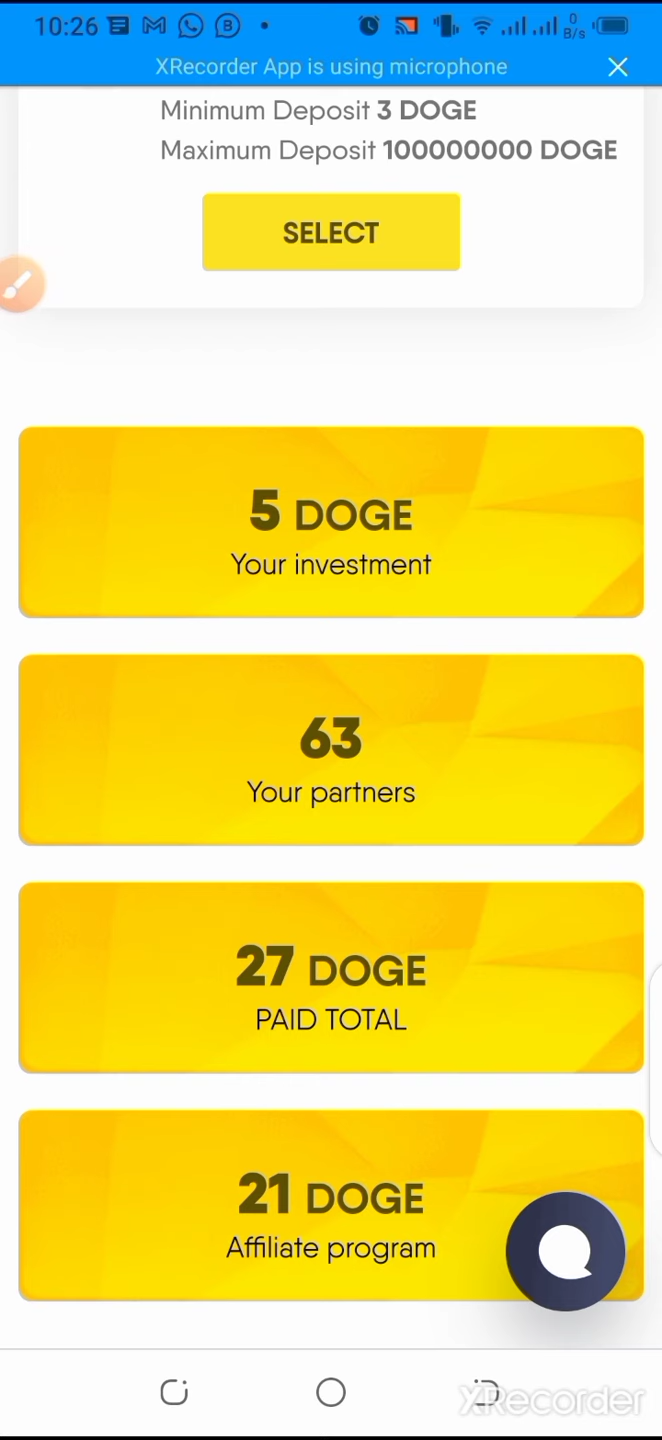 10:26
0
B/s
XRecorder App is using microphone
Minimum Deposit 3 DOGE
Maximum Deposit 100000000 DOGE
SELECT
5 DOGE
Your investment
63
Your partners
27 DOGE
PAID TOTAL
21 DOGE
Affiliate program
XRecorder